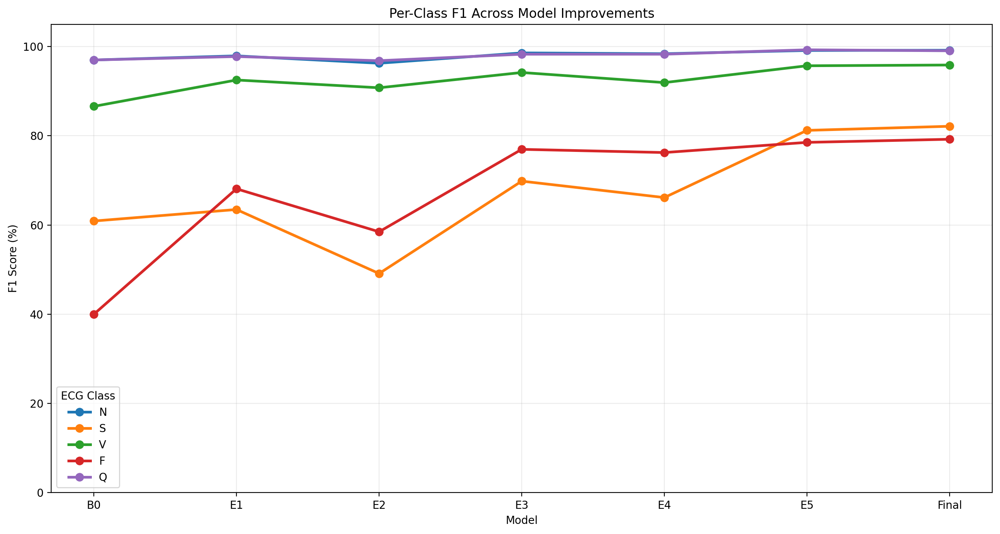 Per-Class F1 Across Model Improvements
100
80
60
40
20
0
F1 Score (%)
ECG Class
N
S
V
F
Q
B0 E1 E2 E3 E4 E5 Final
Model